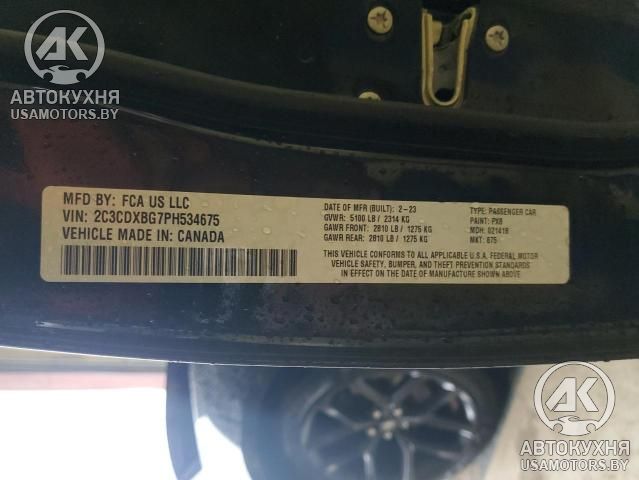 AK
АВТОКУХНЯ
USAMOTORS.BY
MFD BY: FCA US LLC
VIN: 2C3CDXBG7PH534675
VEHICLE MADE IN: CANADA
DATE OF MFR (BUILT): 2-23
GVWR: 5100 LB / 2314 KG
GAWR FRONT: 2810 LB / 1275 KG
GAWR REAR: 2810 LB / 1275 KG
TYPE: PASSENGER CAR
PAINT: PX8
MDH: 021418
MKT: 875
THIS VEHICLE CONFORMS TO ALL APPLICABLE U.S.A. FEDERAL MOTOR
VEHICLE SAFETY, BUMPER, AND THEFT PREVENTION STANDARDS
IN EFFECT ON THE DATE OF MANUFACTURE SHOWN ABOVE.
AK
АВТОКУХНЯ
USAMOTORS.BY